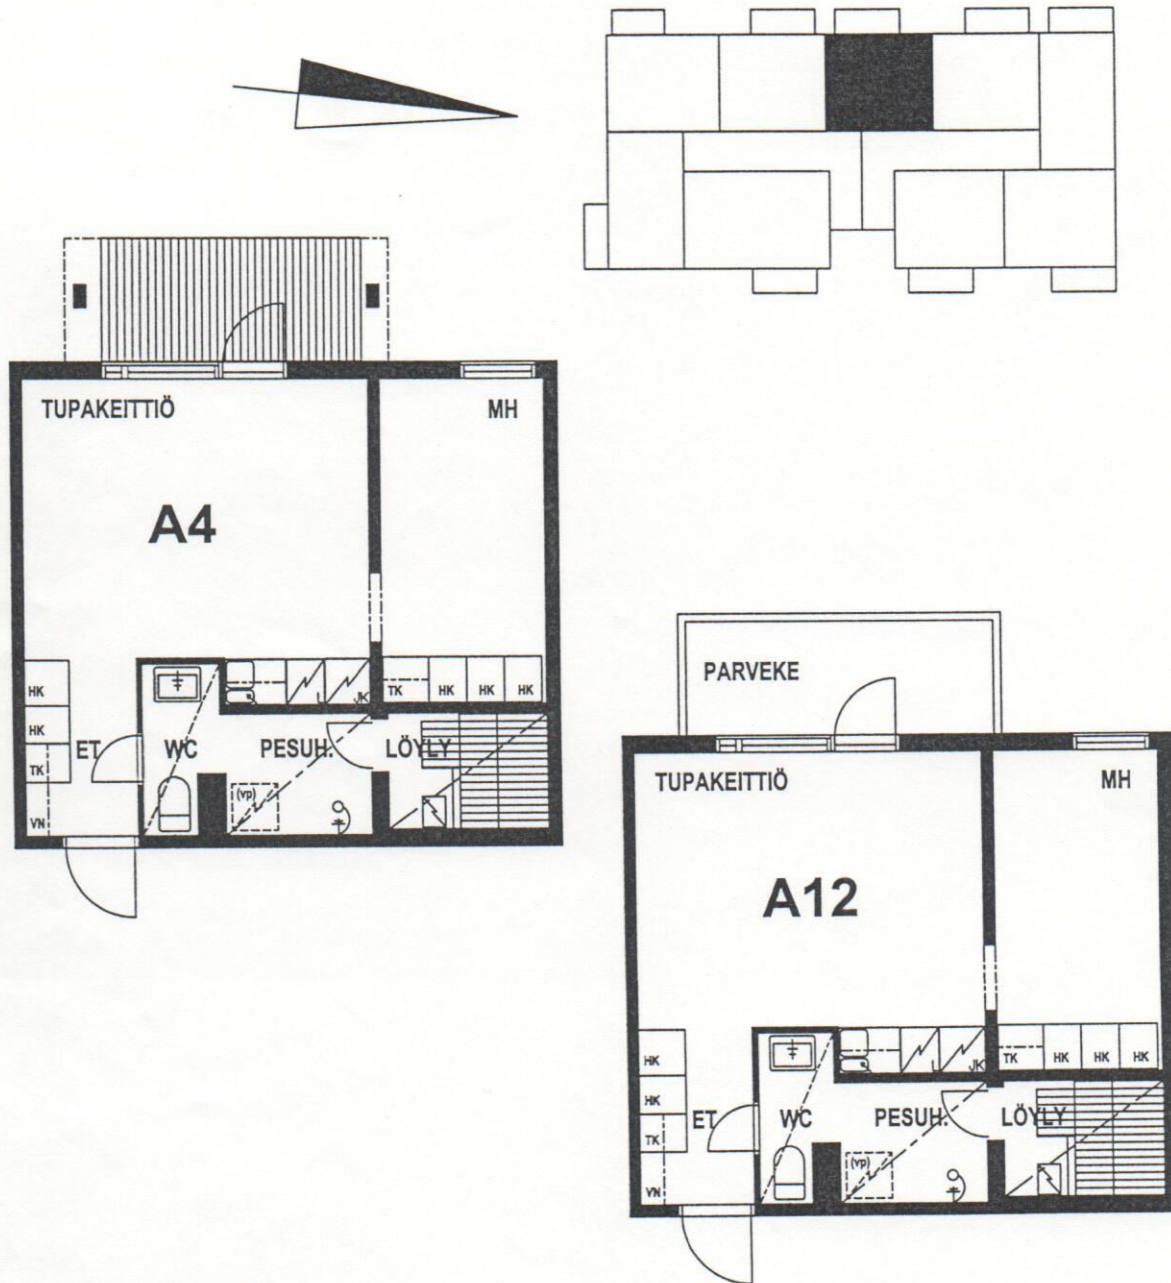 TUPAKEITTIÖ MH
A4
HK L JK TK HK HK HK
HK
ET WC PESUH. LÖYLY
TK
(vp)
VN
PARVEKE
TUPAKEITTIÖ MH
A12
HK L JK TK HK HK HK
HK
ET WC PESUH. LÖYLY
TK
(vp)
VN